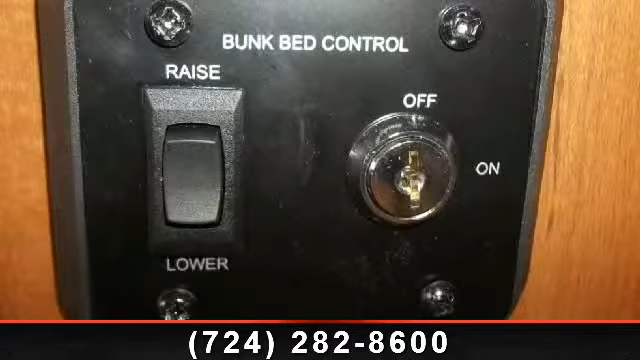 BUNK BED CONTROL
RAISE
OFF
ON
LOWER
(724) 282-8600